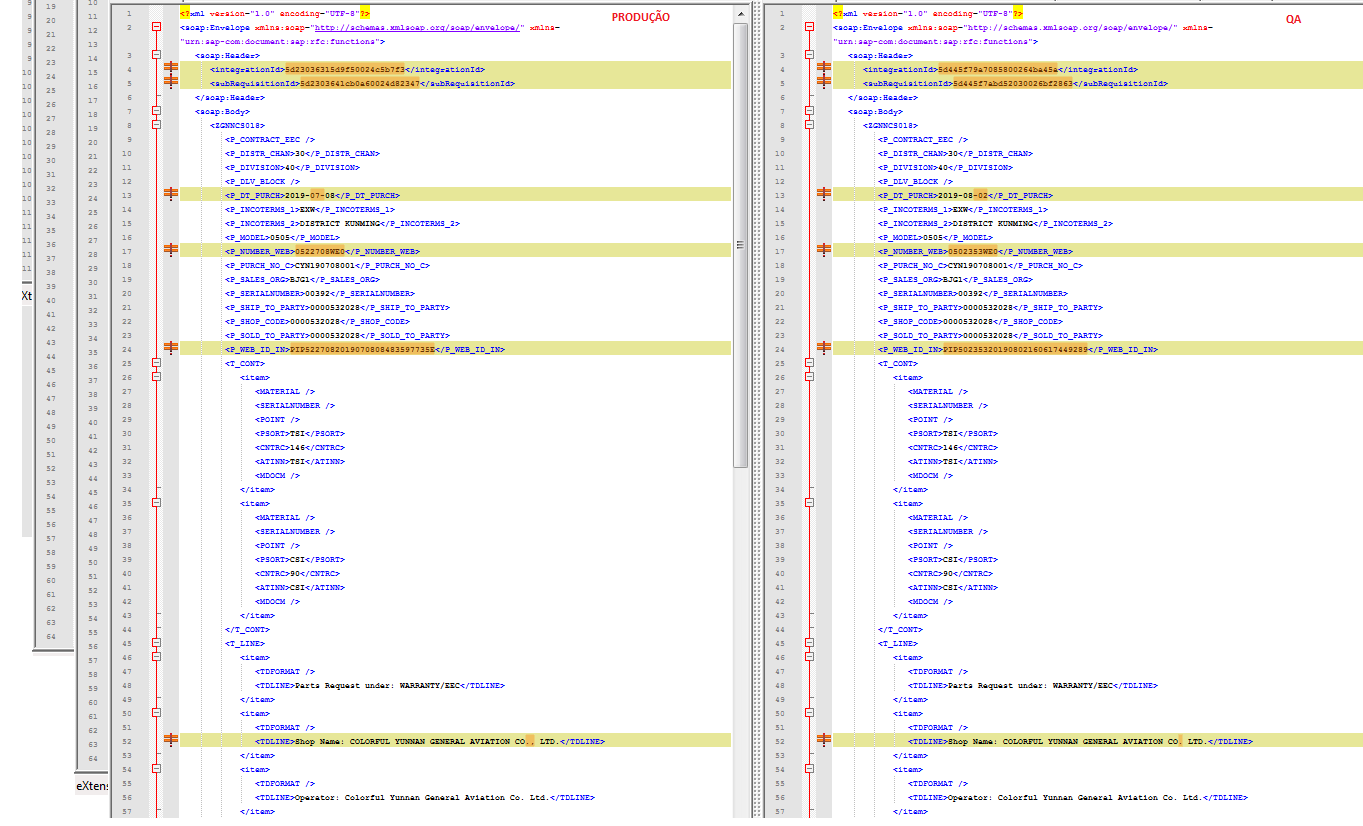 PRODUÇÃO
<?xml version="1.0" encoding="UTF-8"?>
<soap:Envelope xmlns:soap="http://schemas.xmlsoap.org/soap/envelope/" xmlns=
"urn:sap-com:document:sap:rfc:functions">
<soap:Header>
<integrationId>5d23036315d9f50024c5b7f3</integrationId>
<subRequisitionId>5d2303641cb0a60024d82347</subRequisitionId>
</soap:Header>
<soap:Body>
<ZGNNCS018>
<P_CONTRACT_EEC />
<P_DISTR_CHAN>30</P_DISTR_CHAN>
<P_DIVISION>40</P_DIVISION>
<P_DLV_BLOCK />
<P_DT_PURCH>2019-07-08</P_DT_PURCH>
<P_INCOTERMS_1>EXW</P_INCOTERMS_1>
<P_INCOTERMS_2>DISTRICT KUNMING</P_INCOTERMS_2>
<P_MODEL>0505</P_MODEL>
<P_NUMBER_WEB>0522708WE0</P_NUMBER_WEB>
<P_PURCH_NO_C>CYN190708001</P_PURCH_NO_C>
<P_SALES_ORG>BJG1</P_SALES_ORG>
<P_SERIALNUMBER>00392</P_SERIALNUMBER>
<P_SHIP_TO_PARTY>0000532028</P_SHIP_TO_PARTY>
<P_SHOP_CODE>0000532028</P_SHOP_CODE>
<P_SOLD_TO_PARTY>0000532028</P_SOLD_TO_PARTY>
<P_WEB_ID_IN>PIP5227082019070808483597735E</P_WEB_ID_IN>
<T_CONT>
<item>
<MATERIAL />
<SERIALNUMBER />
<POINT />
<PSORT>TSI</PSORT>
<CNTRC>146</CNTRC>
<ATINN>TSI</ATINN>
<MDOCM />
</item>
<item>
<MATERIAL />
<SERIALNUMBER />
<POINT />
<PSORT>CSI</PSORT>
<CNTRC>90</CNTRC>
<ATINN>CSI</ATINN>
<MDOCM />
</item>
</T_CONT>
<T_LINE>
<item>
<TDFORMAT />
<TDLINE>Parts Request under: WARRANTY/EEC</TDLINE>
</item>
<item>
<TDFORMAT />
<TDLINE>Shop Name: COLORFUL YUNNAN GENERAL AVIATION CO., LTD.</TDLINE>
</item>
<item>
<TDFORMAT />
<TDLINE>Operator: Colorful Yunnan General Aviation Co. Ltd.</TDLINE>
</item>
QA
<?xml version="1.0" encoding="UTF-8"?>
<soap:Envelope xmlns:soap="http://schemas.xmlsoap.org/soap/envelope/" xmlns=
"urn:sap-com:document:sap:rfc:functions">
<soap:Header>
<integrationId>5d445f79a7085800264ba45a</integrationId>
<subRequisitionId>5d445f7abd52030026bf2863</subRequisitionId>
</soap:Header>
<soap:Body>
<ZGNNCS018>
<P_CONTRACT_EEC />
<P_DISTR_CHAN>30</P_DISTR_CHAN>
<P_DIVISION>40</P_DIVISION>
<P_DLV_BLOCK />
<P_DT_PURCH>2019-08-02</P_DT_PURCH>
<P_INCOTERMS_1>EXW</P_INCOTERMS_1>
<P_INCOTERMS_2>DISTRICT KUNMING</P_INCOTERMS_2>
<P_MODEL>0505</P_MODEL>
<P_NUMBER_WEB>0502353WE0</P_NUMBER_WEB>
<P_PURCH_NO_C>CYN190708001</P_PURCH_NO_C>
<P_SALES_ORG>BJG1</P_SALES_ORG>
<P_SERIALNUMBER>00392</P_SERIALNUMBER>
<P_SHIP_TO_PARTY>0000532028</P_SHIP_TO_PARTY>
<P_SHOP_CODE>0000532028</P_SHOP_CODE>
<P_SOLD_TO_PARTY>0000532028</P_SOLD_TO_PARTY>
<P_WEB_ID_IN>PIP50235320190802160617449289</P_WEB_ID_IN>
<T_CONT>
<item>
<MATERIAL />
<SERIALNUMBER />
<POINT />
<PSORT>TSI</PSORT>
<CNTRC>146</CNTRC>
<ATINN>TSI</ATINN>
<MDOCM />
</item>
<item>
<MATERIAL />
<SERIALNUMBER />
<POINT />
<PSORT>CSI</PSORT>
<CNTRC>90</CNTRC>
<ATINN>CSI</ATINN>
<MDOCM />
</item>
</T_CONT>
<T_LINE>
<item>
<TDFORMAT />
<TDLINE>Parts Request under: WARRANTY/EEC</TDLINE>
</item>
<item>
<TDFORMAT />
<TDLINE>Shop Name: COLORFUL YUNNAN GENERAL AVIATION CO. LTD.</TDLINE>
</item>
<item>
<TDFORMAT />
<TDLINE>Operator: Colorful Yunnan General Aviation Co. Ltd.</TDLINE>
</item>